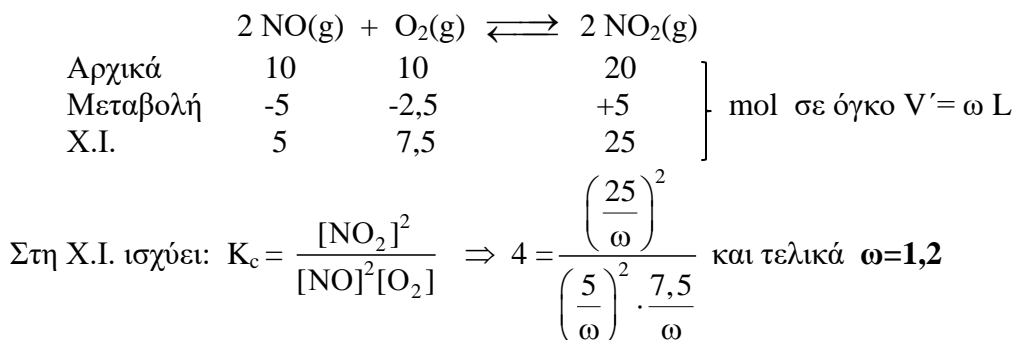 2 NO(g) + O₂(g) ⇌ 2 NO₂(g)
Αρχικά 10 10 20
Μεταβολή -5 -2,5 +5 mol σε όγκο V΄= ω L
Χ.Ι. 5 7,5 25
Στη Χ.Ι. ισχύει: K_c = [NO₂]² / [NO]²[O₂] ⇒ 4 = (25/ω)² / (5/ω)² · 7,5/ω και τελικά ω=1,2